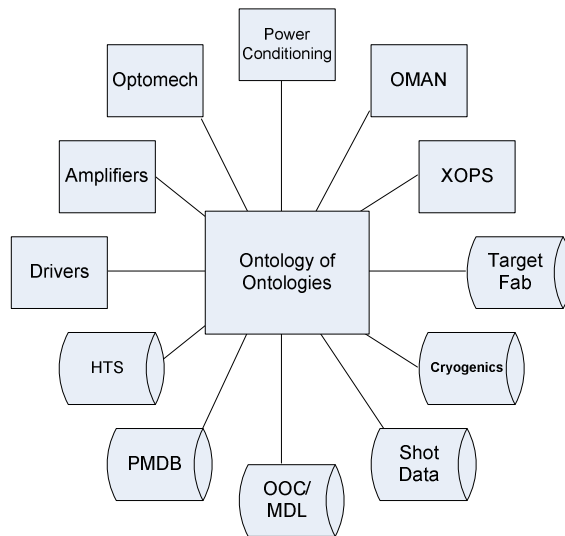 Power
Conditioning
Optomech
OMAN
Amplifiers
XOPS
Ontology of
Ontologies
Drivers
Target
Fab
HTS
Cryogenics
PMDB
Shot
Data
OOC/
MDL